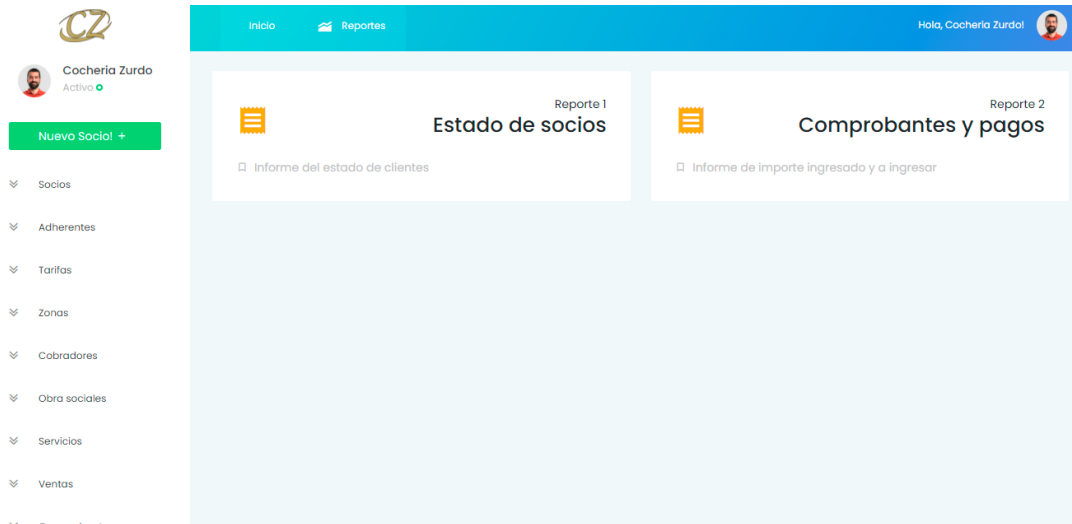 CZ
Cocheria Zurdo
Activo
Nuevo Socio! +
Socios
Adherentes
Tarifas
Zonas
Cobradores
Obra sociales
Servicios
Ventas
Inicio
Reportes
Hola, Cocheria Zurdo!
Reporte 1
Estado de socios
Informe del estado de clientes
Reporte 2
Comprobantes y pagos
Informe de importe ingresado y a ingresar